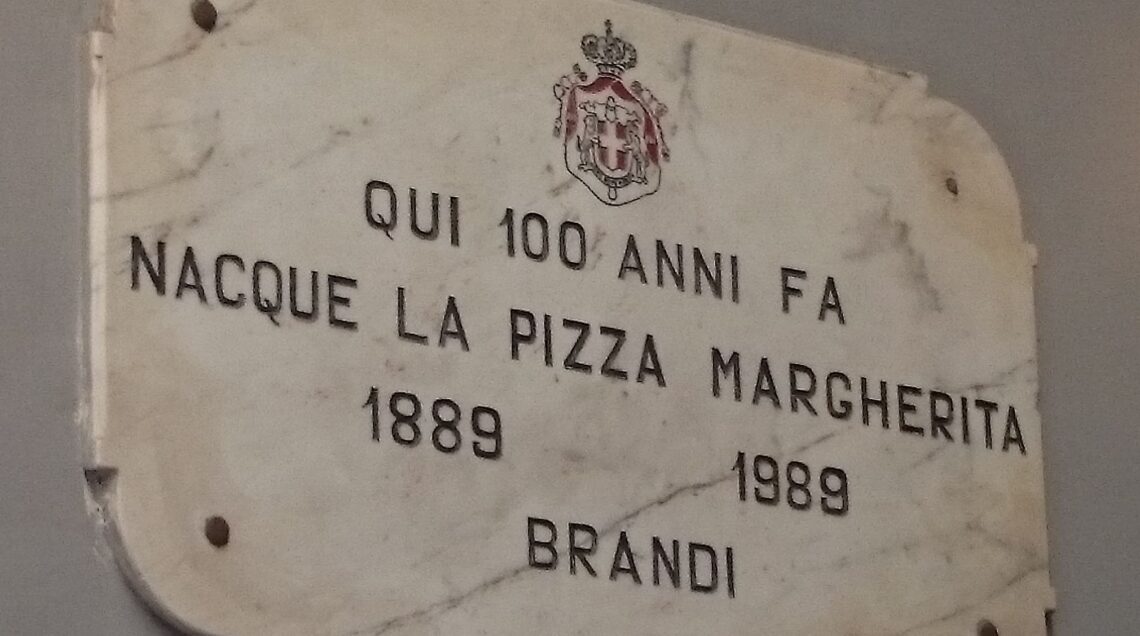 QUI 100 ANNI FA
NACQUE LA PIZZA MARGHERITA
1889 1989
BRANDI